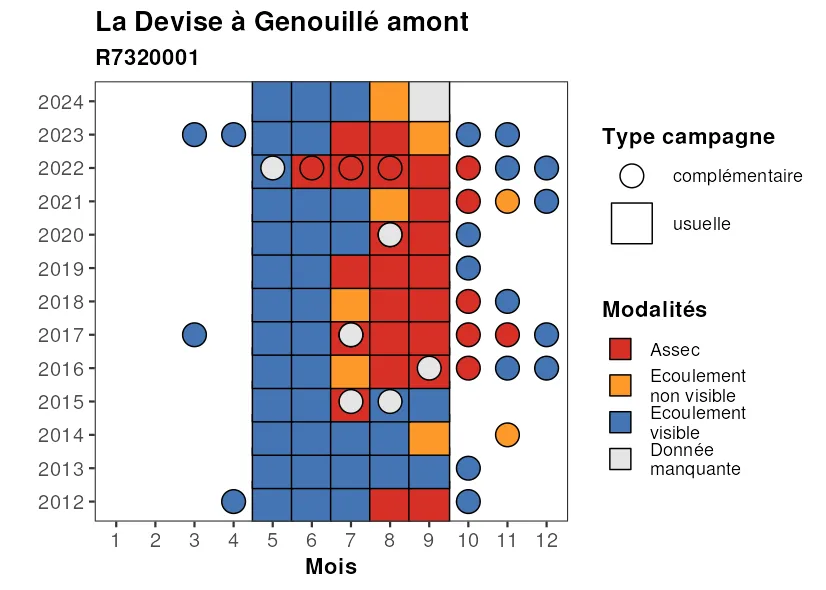 La Devise à Genouillé amont
R7320001
2024
2023
2022
2021
2020
2019
2018
2017
2016
2015
2014
2013
2012
1 2 3 4 5 6 7 8 9 10 11 12
Mois
Type campagne
complémentaire
usuelle
Modalités
Assec
Ecoulement
non visible
Ecoulement
visible
Donnée
manquante